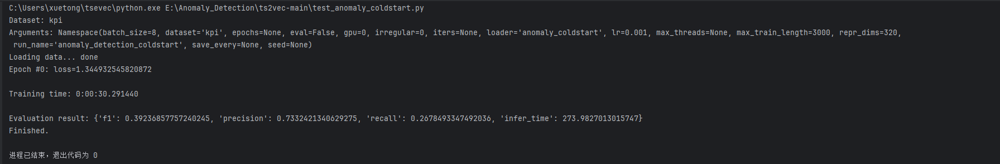 C:\Users\xuetong\tsevec\python.exe E:\Anomaly_Detection\ts2vec-main\test_anomaly_coldstart.py
Dataset: kpi
Arguments: Namespace(batch_size=8, dataset='kpi', epochs=None, eval=False, gpu=0, irregular=0, iters=None, loader='anomaly_coldstart', lr=0.001, max_threads=None, max_train_length=3000, repr_dims=320,
run_name='anomaly_detection_coldstart', save_every=None, seed=None)
Loading data... done
Epoch #0: loss=1.344932545820872
Training time: 0:00:30.291440
Evaluation result: {'f1': 0.39236857757240245, 'precision': 0.7332421340629275, 'recall': 0.2678493347492036, 'infer_time': 273.9827013015747}
Finished.
进程已结束，退出代码为 0